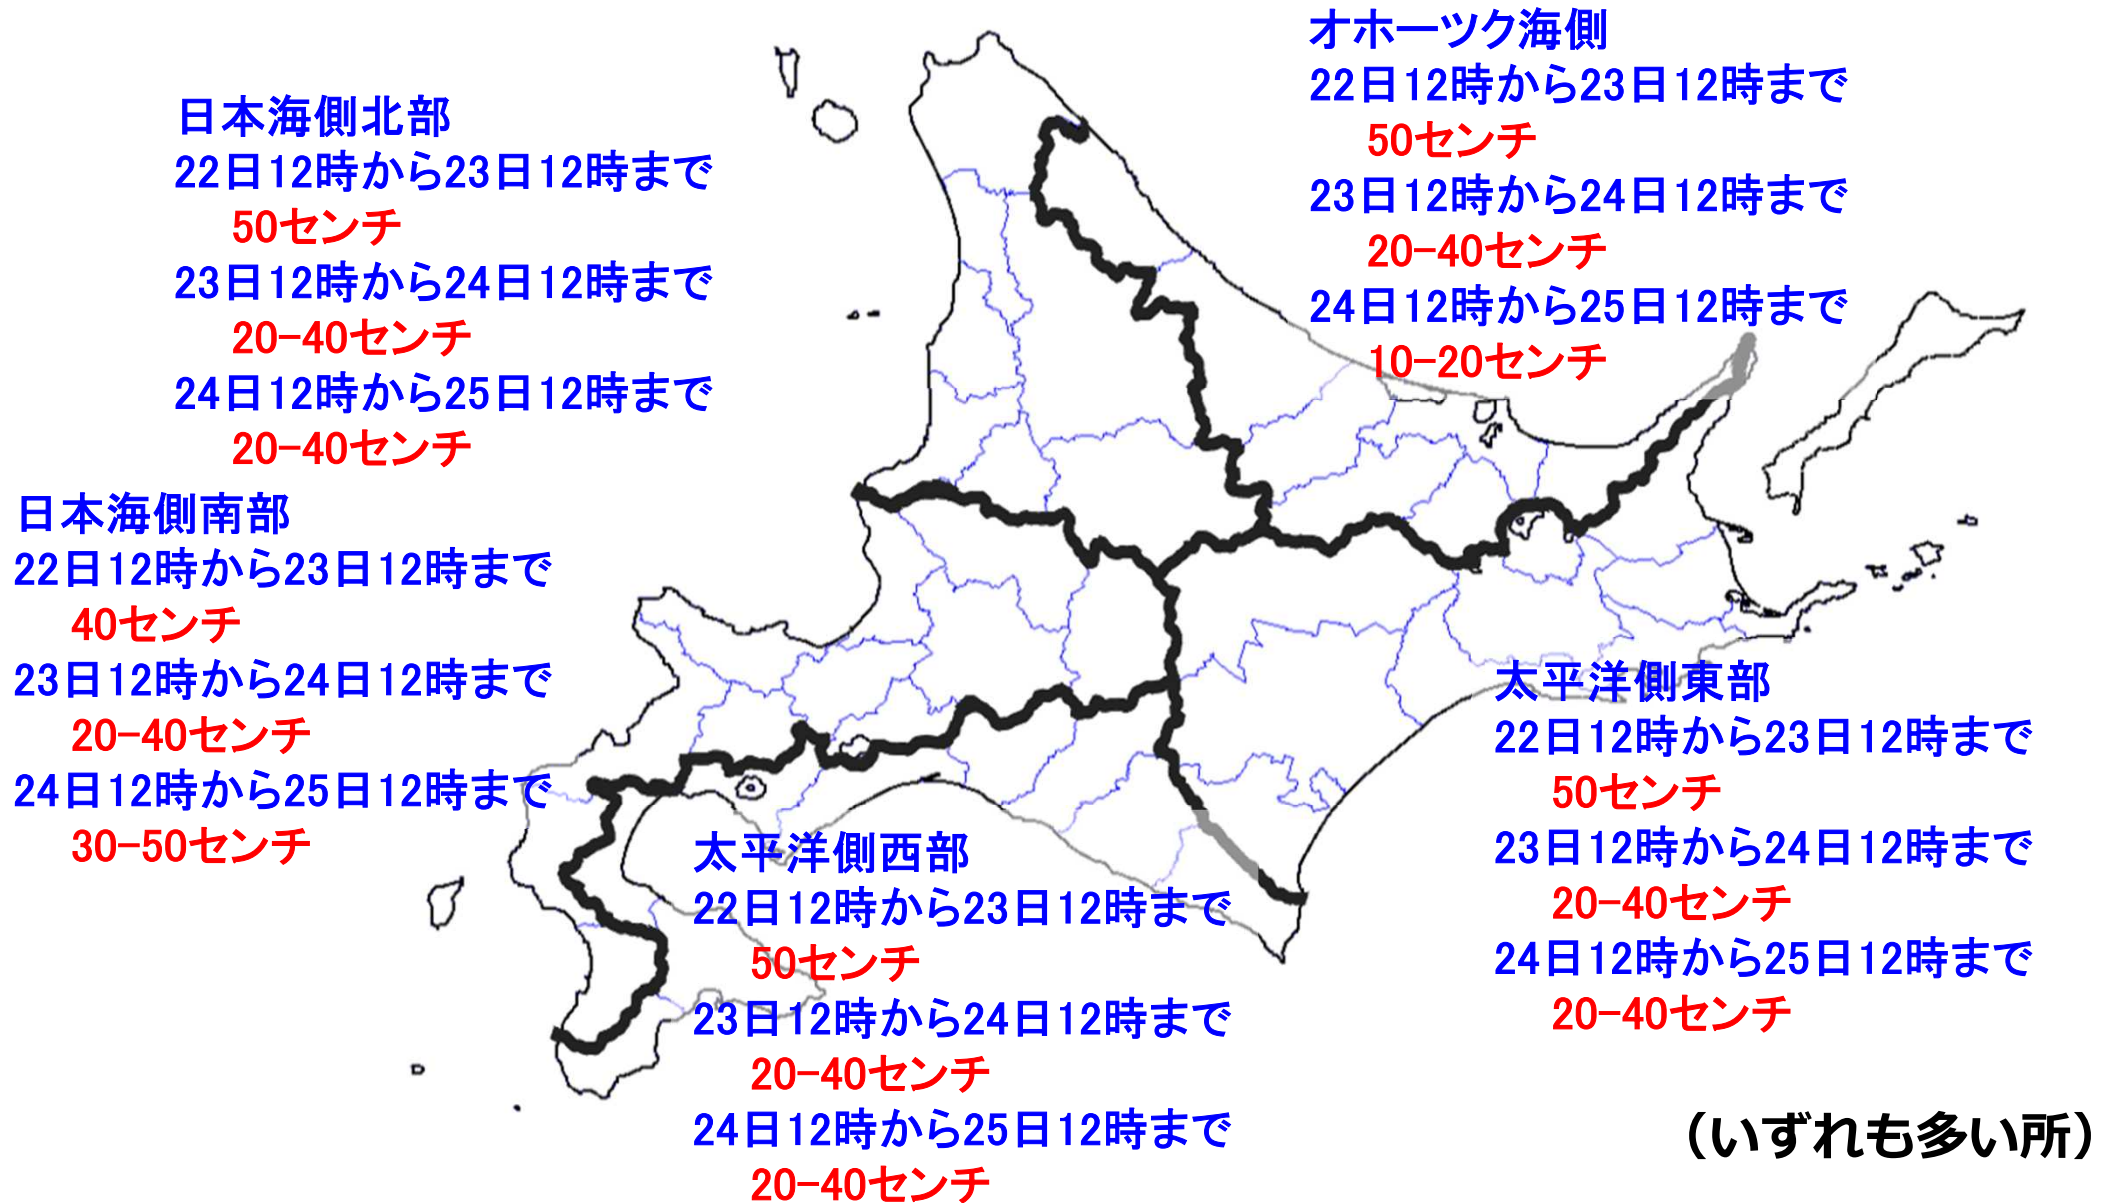 日本海側北部
22日12時から23日12時まで
50センチ
23日12時から24日12時まで
20-40センチ
24日12時から25日12時まで
20-40センチ
オホーツク海側
22日12時から23日12時まで
50センチ
23日12時から24日12時まで
20-40センチ
24日12時から25日12時まで
10-20センチ
日本海側南部
22日12時から23日12時まで
40センチ
23日12時から24日12時まで
20-40センチ
24日12時から25日12時まで
30-50センチ
太平洋側西部
22日12時から23日12時まで
50センチ
23日12時から24日12時まで
20-40センチ
24日12時から25日12時まで
20-40センチ
太平洋側東部
22日12時から23日12時まで
50センチ
23日12時から24日12時まで
20-40センチ
24日12時から25日12時まで
20-40センチ
(いずれも多い所)